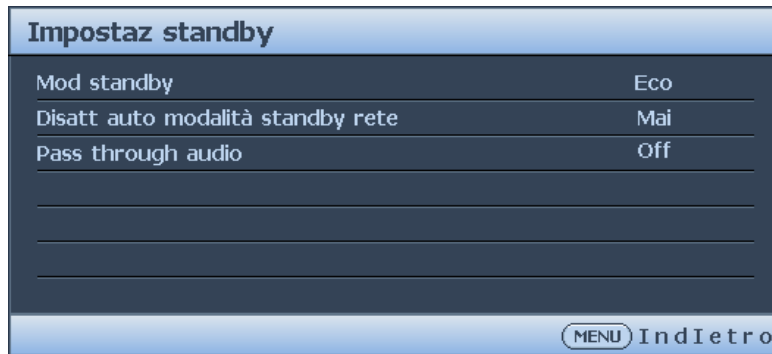 Impostaz standby
Mod standby Eco
Disatt auto modalità standby rete Mai
Pass through audio Off
MENU IndIetro